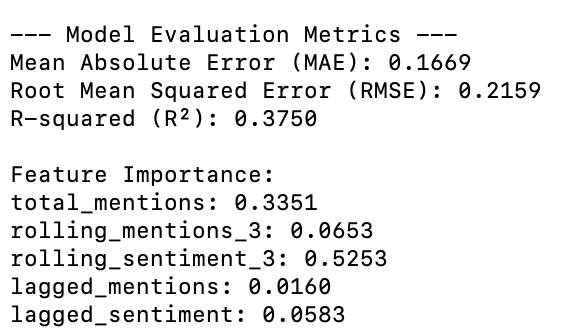 --- Model Evaluation Metrics ---
Mean Absolute Error (MAE): 0.1669
Root Mean Squared Error (RMSE): 0.2159
R-squared (R²): 0.3750
Feature Importance:
total_mentions: 0.3351
rolling_mentions_3: 0.0653
rolling_sentiment_3: 0.5253
lagged_mentions: 0.0160
lagged_sentiment: 0.0583